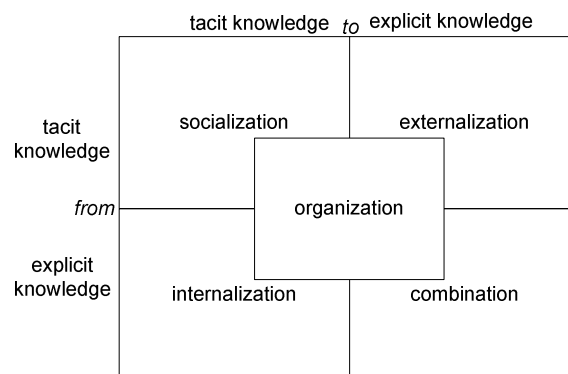 tacit knowledge to explicit knowledge
socialization externalization
tacit
knowledge
from
organization
explicit
knowledge
internalization combination